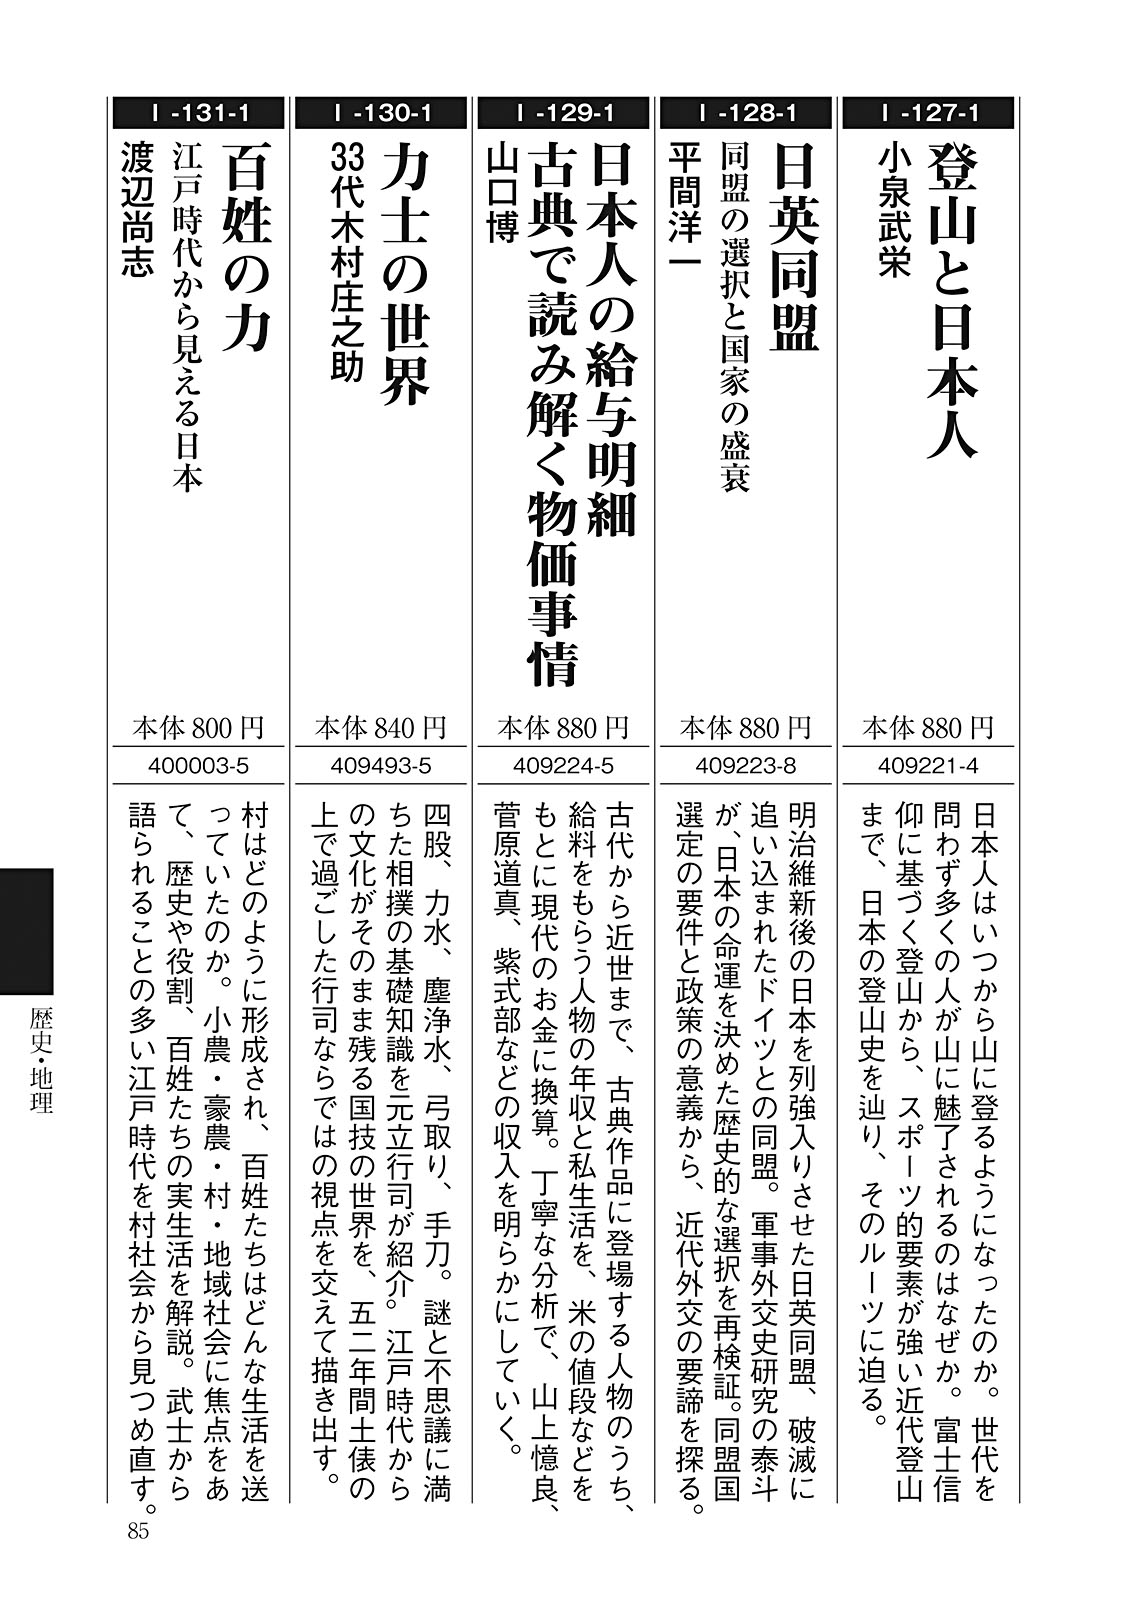 I-127-1
登山と日本人
小泉武栄
本体 880 円
409221-4
日本人はいつから山に登るようになったのか。世代を
問わず多くの人が山に魅了されるのはなぜか。富士信
仰に基づく登山から、スポーツ的要素が強い近代登山
まで、日本の登山史を辿り、そのルーツに迫る。
I-128-1
日英同盟
同盟の選択と国家の盛衰
平間洋一
本体 880 円
409223-8
明治維新後の日本を列強入りさせた日英同盟、破滅に
追い込まれたドイツとの同盟。軍事外交史研究の泰斗
が、日本の命運を決めた歴史的な選択を再検証。同盟国
選定の要件と政策の意義から、近代外交の要諦を探る。
I-129-1
日本人の給与明細
古典で読み解く物価事情
山口博
本体 880 円
409224-5
古代から近世まで、古典作品に登場する人物のうち、
給料をもらう人物の年収と私生活を、米の値段などを
もとに現代のお金に換算。丁寧な分析で、山上憶良、
菅原道真、紫式部などの収入を明らかにしていく。
I-130-1
力士の世界
33代木村庄之助
本体 840 円
409493-5
四股、力水、塵浄水、弓取り、手刀。謎と不思議に満
ちた相撲の基礎知識を元立行司が紹介。江戸時代から
の文化がそのまま残る国技の世界を、五二年間土俵の
上で過ごした行司ならではの視点を交えて描き出す。
I-131-1
百姓の力
江戸時代から見える日本
渡辺尚志
本体 800 円
400003-5
村はどのように形成され、百姓たちはどんな生活を送
っていたのか。小農・豪農・村・地域社会に焦点をあ
て、歴史や役割、百姓たちの実生活を解説。武士から
語られることの多い江戸時代を村社会から見つめ直す。
歴史・地理
85